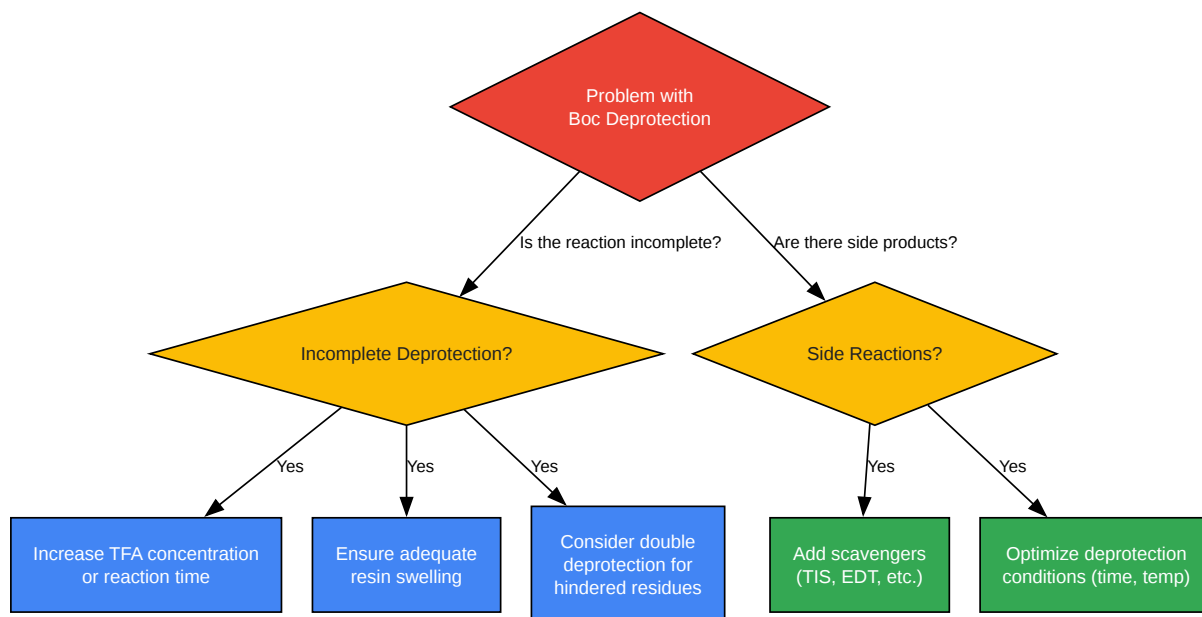 Problem with
Boc Deprotection
Is the reaction incomplete?
Are there side products?
Incomplete Deprotection?
Side Reactions?
Yes
Yes
Yes
Yes
Yes
Increase TFA concentration
or reaction time
Ensure adequate
resin swelling
Consider double
deprotection for
hindered residues
Add scavengers
(TIS, EDT, etc.)
Optimize deprotection
conditions (time, temp)